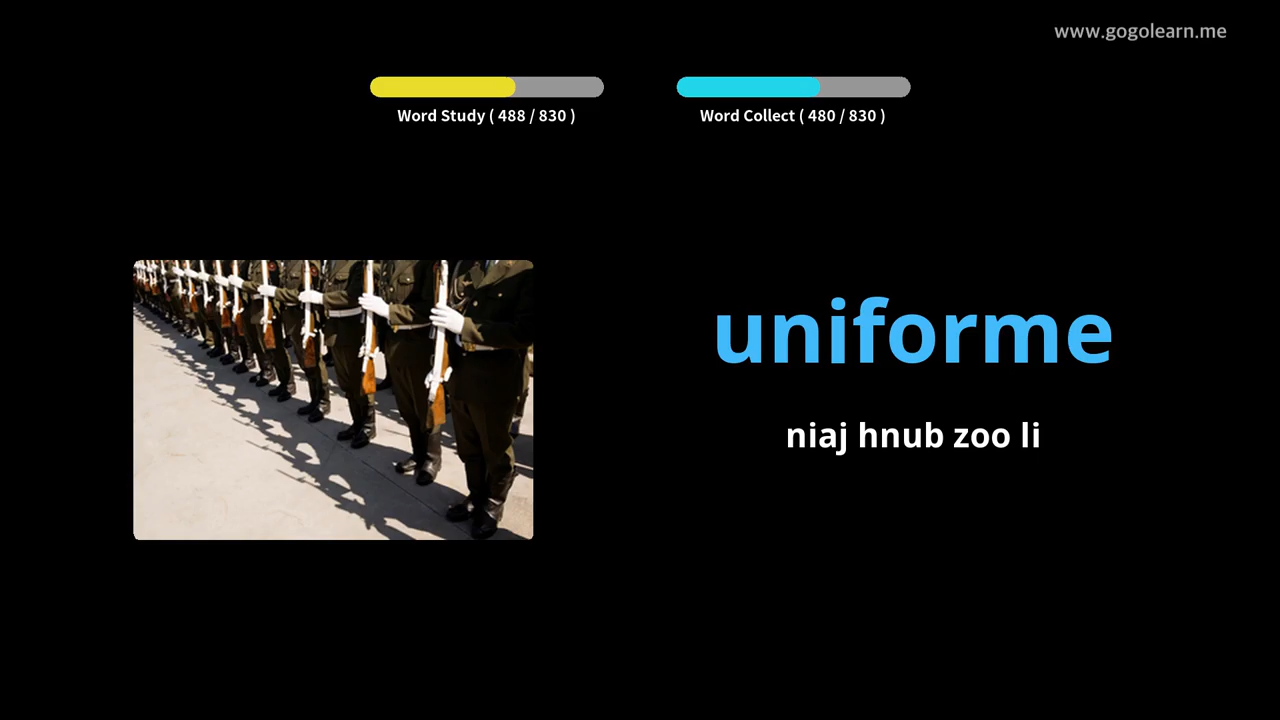 www.gogolearn.me
Word Study ( 488 / 830 )
Word Collect ( 480 / 830 )
uniforme
niaj hnub zoo li